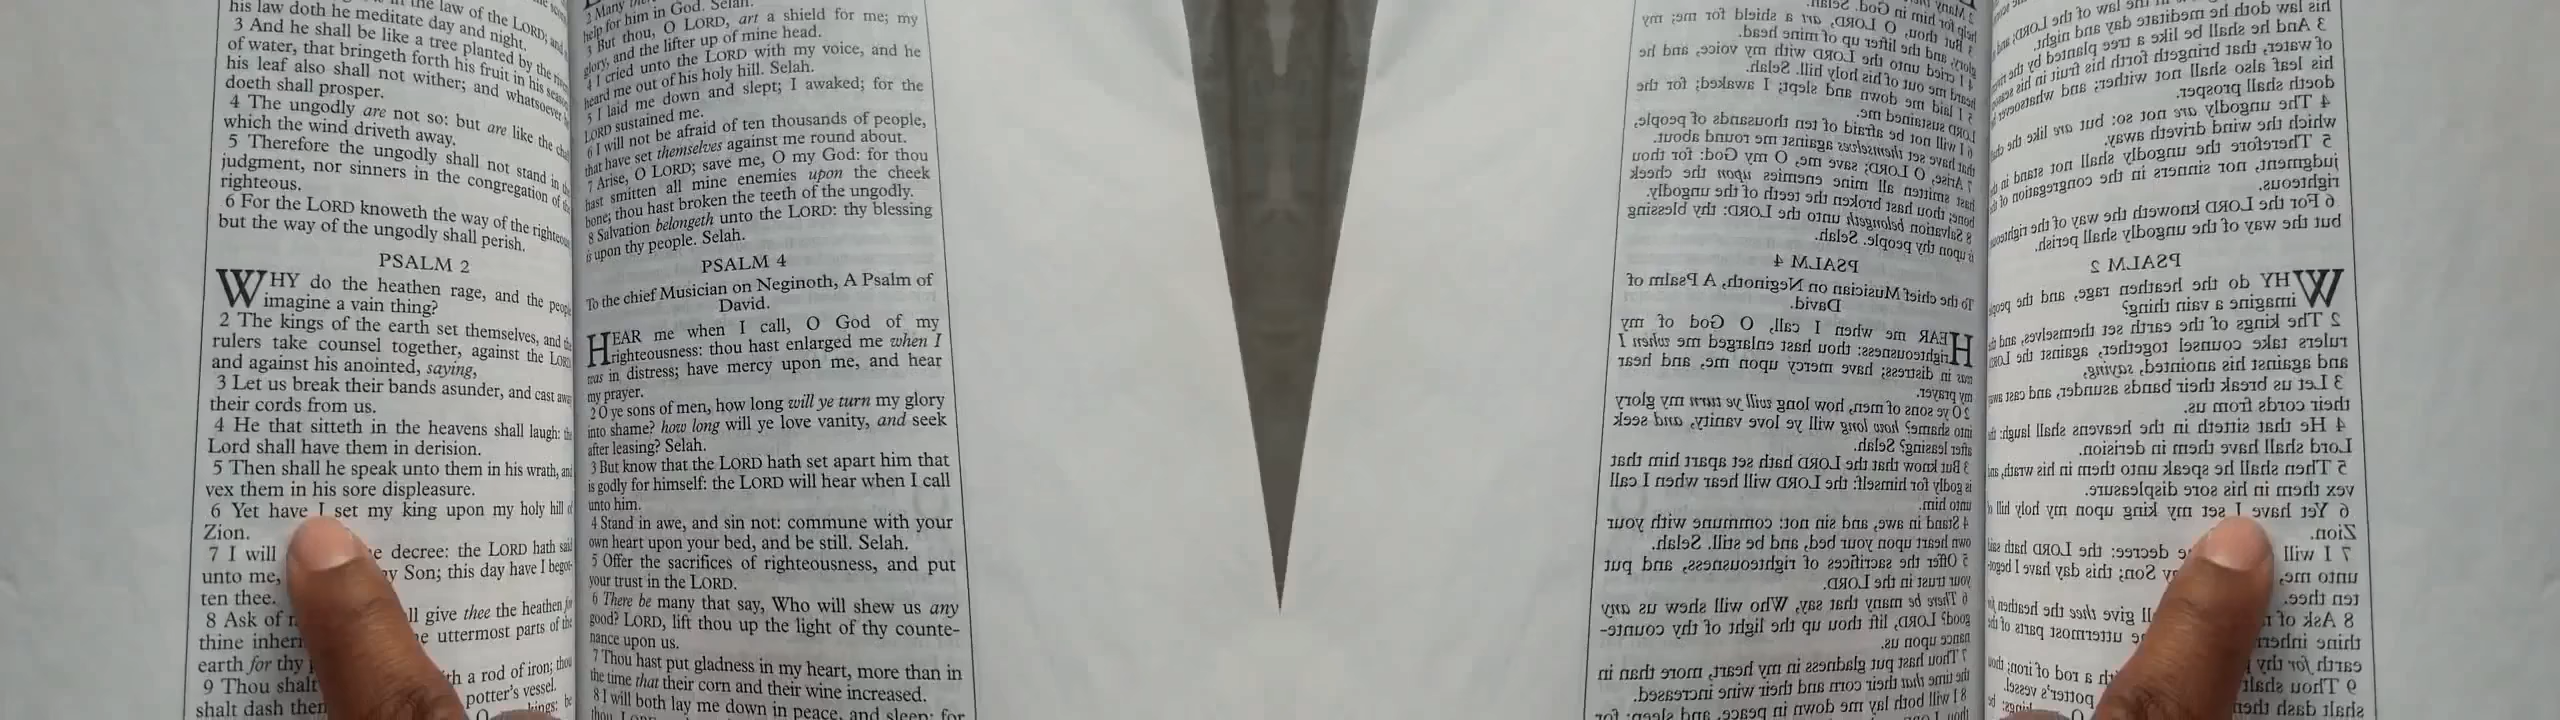 his law doth he meditate day and night.
3 And he shall be like a tree planted by the
of water, that bringeth forth his fruit in his
his leaf also shall not wither; and whatsoever he
doeth shall prosper.
4 The ungodly are not so: but are like the
which the wind driveth away.
5 Therefore the ungodly shall not stand in the
judgment, nor sinners in the congregation of the
righteous.
6 For the LORD knoweth the way of the
but the way of the ungodly shall perish.
PSALM 2
WHY do the heathen rage, and the
imagine a vain thing?
2 The kings of the earth set themselves, and the
rulers take counsel together, against the LORD
and against his anointed, saying,
3 Let us break their bands asunder, and cast
their cords from us.
4 He that sitteth in the heavens shall laugh: the
Lord shall have them in derision.
5 Then shall he speak unto them in his wrath, and
vex them in his sore displeasure.
6 Yet have I set my king upon my holy hill of
Zion.
7 I will decree: the LORD hath said
unto me, Son; this day have I begot-
ten thee.
8 Ask of give thee the heathen for
thine uttermost parts of the
earth for thy
9 Thou shalt a rod of iron; thou
shalt dash potter's vessel.
help for him in God. Selah.
3 But thou, O LORD, art a shield for me; my
glory, and the lifter up of mine head.
4 I cried unto the LORD with my voice, and he
heard me out of his holy hill. Selah.
5 I laid me down and slept; I awaked; for the
LORD sustained me.
6 I will not be afraid of ten thousands of people,
that have set themselves against me round about.
7 Arise, O LORD; save me, O my God: for thou
hast smitten all mine enemies upon the cheek
bone; thou hast broken the teeth of the ungodly.
8 Salvation belongeth unto the LORD: thy blessing
is upon thy people. Selah.
PSALM 4
To the chief Musician on Neginoth, A Psalm of
David.
HEAR me when I call, O God of my
righteousness: thou hast enlarged me when I
was in distress; have mercy upon me, and hear
my prayer.
2 O ye sons of men, how long will ye turn my glory
into shame? how long will ye love vanity, and seek
after leasing? Selah.
3 But know that the LORD hath set apart him that
is godly for himself: the LORD will hear when I call
unto him.
4 Stand in awe, and sin not: commune with your
own heart upon your bed, and be still. Selah.
5 Offer the sacrifices of righteousness, and put
your trust in the LORD.
6 There be many that say, Who will shew us any
good? LORD, lift thou up the light of thy counte-
nance upon us.
7 Thou hast put gladness in my heart, more than in
the time that their corn and their wine increased.
8 I will both lay me down in peace, and sleep: for